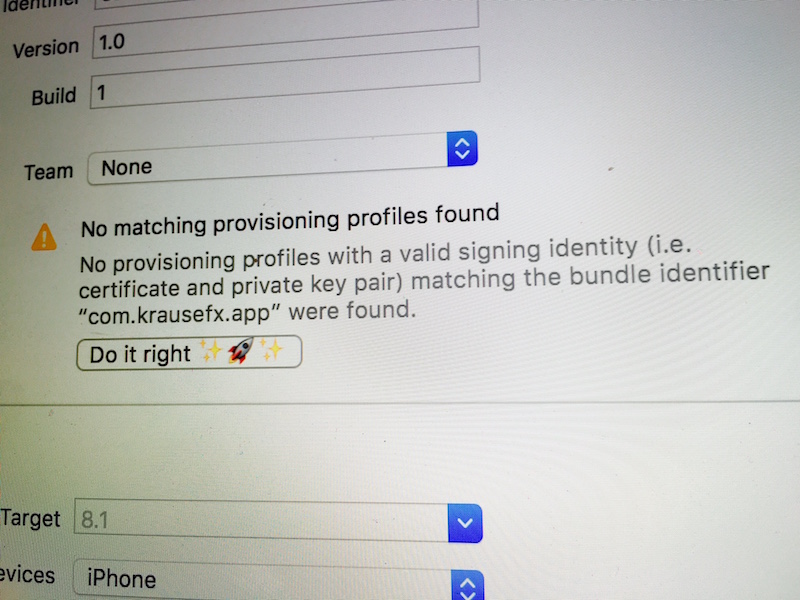 Identifier
Version 1.0
Build 1
Team None
No matching provisioning profiles found
No provisioning profiles with a valid signing identity (i.e.
certificate and private key pair) matching the bundle identifier
“com.krausefx.app” were found.
Do it right ✨🚀✨
Target 8.1
evices iPhone